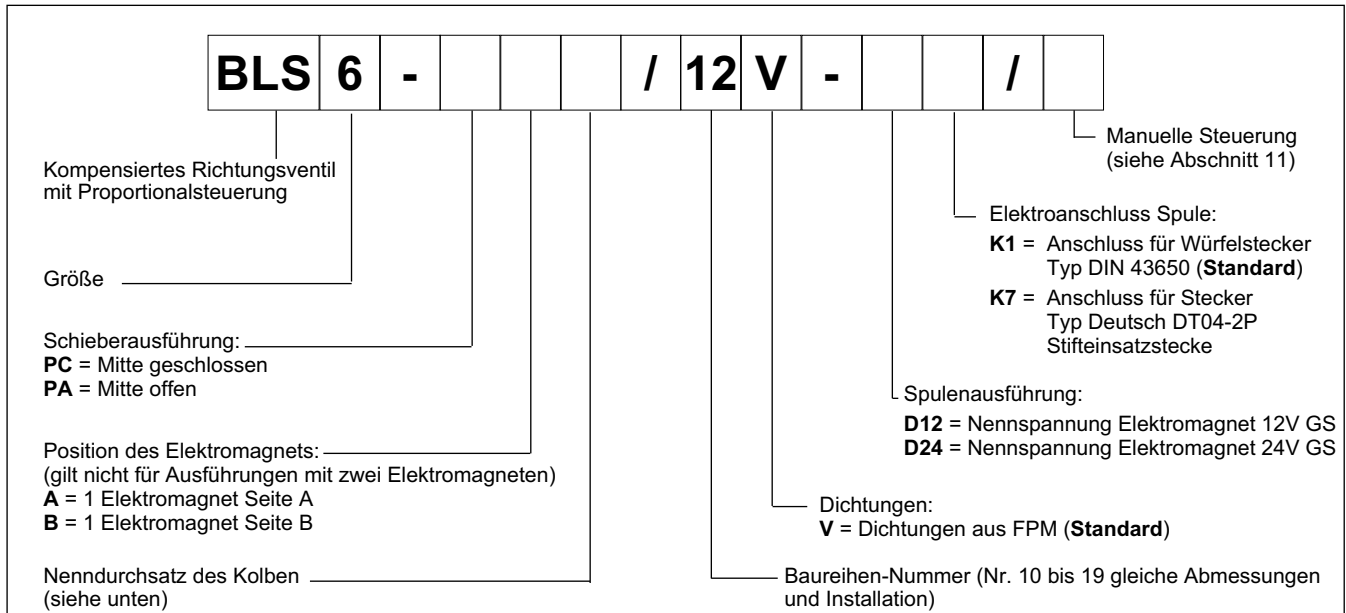 BLS 6 - / 12 V - /
Kompensiertes Richtungsventil
mit Proportionalsteuerung
Größe
Schieberausführung:
PC = Mitte geschlossen
PA = Mitte offen
Position des Elektromagnets:
(gilt nicht für Ausführungen mit zwei Elektromagneten)
A = 1 Elektromagnet Seite A
B = 1 Elektromagnet Seite B
Nenndurchsatz des Kolben
(siehe unten)
Manuelle Steuerung
(siehe Abschnitt 11)
Elektroanschluss Spule:
K1 = Anschluss für Würfelstecker
Typ DIN 43650 (Standard)
K7 = Anschluss für Stecker
Typ Deutsch DT04-2P
Stifteinsatzstecke
Spulenausführung:
D12 = Nennspannung Elektromagnet 12V GS
D24 = Nennspannung Elektromagnet 24V GS
Dichtungen:
V = Dichtungen aus FPM (Standard)
Baureihen-Nummer (Nr. 10 bis 19 gleiche Abmessungen
und Installation)